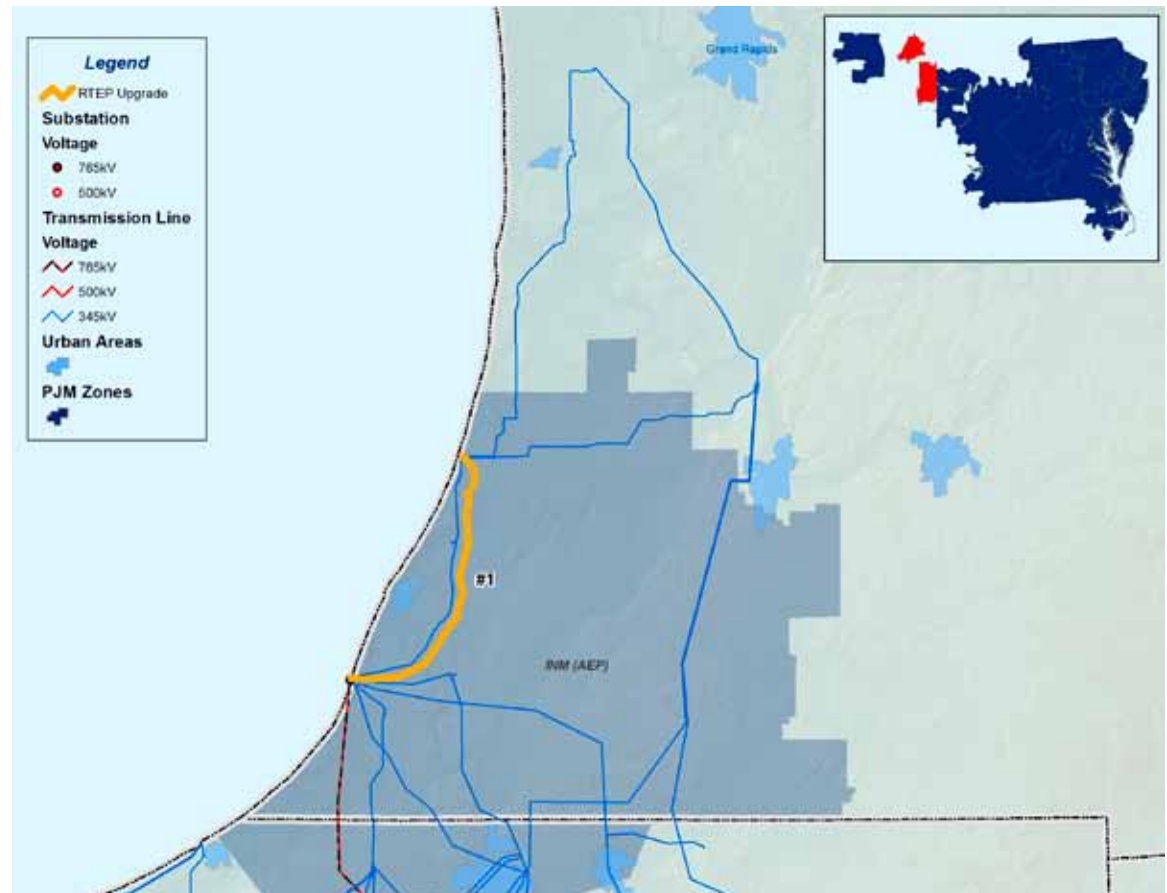 Legend
RTEP Upgrade
Substation
Voltage
765kV
500kV
Transmission Line
Voltage
765kV
500kV
345kV
Urban Areas
PJM Zones
Grand Rapids
#1
INM (AEP)